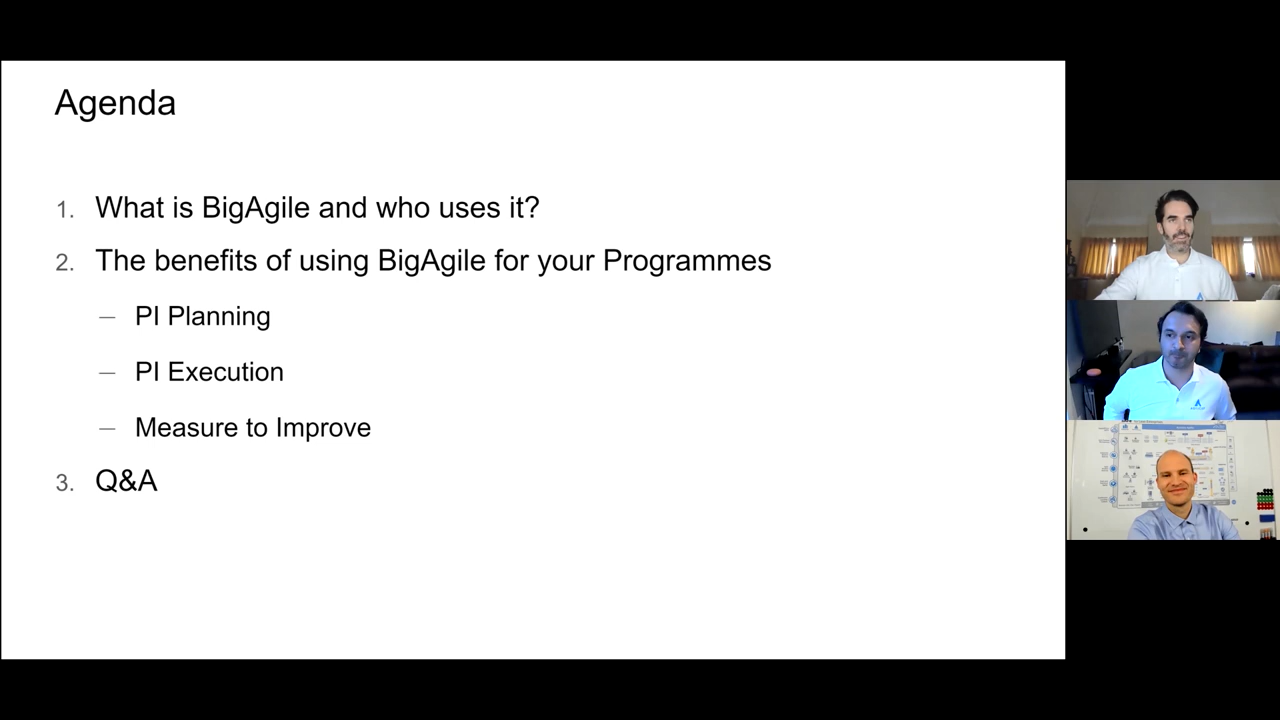 Agenda
1. What is BigAgile and who uses it?
2. The benefits of using BigAgile for your Programmes
— PI Planning
— PI Execution
— Measure to Improve
3. Q&A